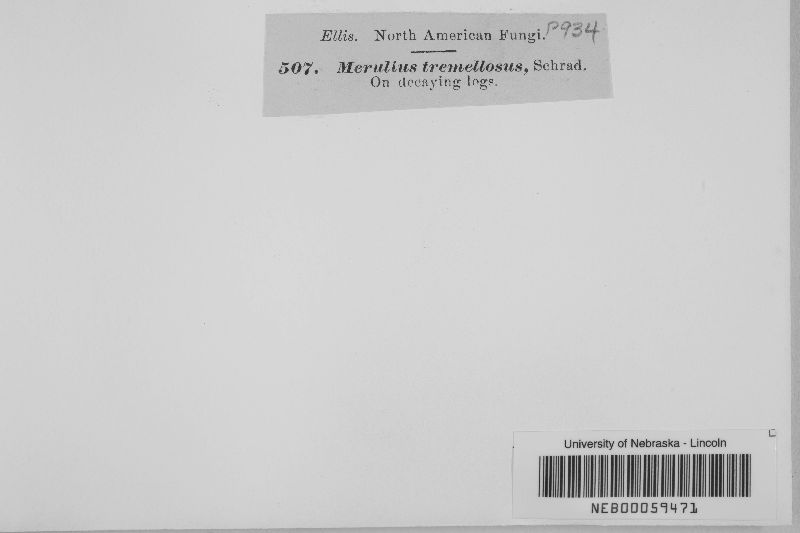 Ellis. North American Fungi. P934
507. Merulius tremellosus, Schrad.
On decaying logs.
University of Nebraska - Lincoln
NEB00059471